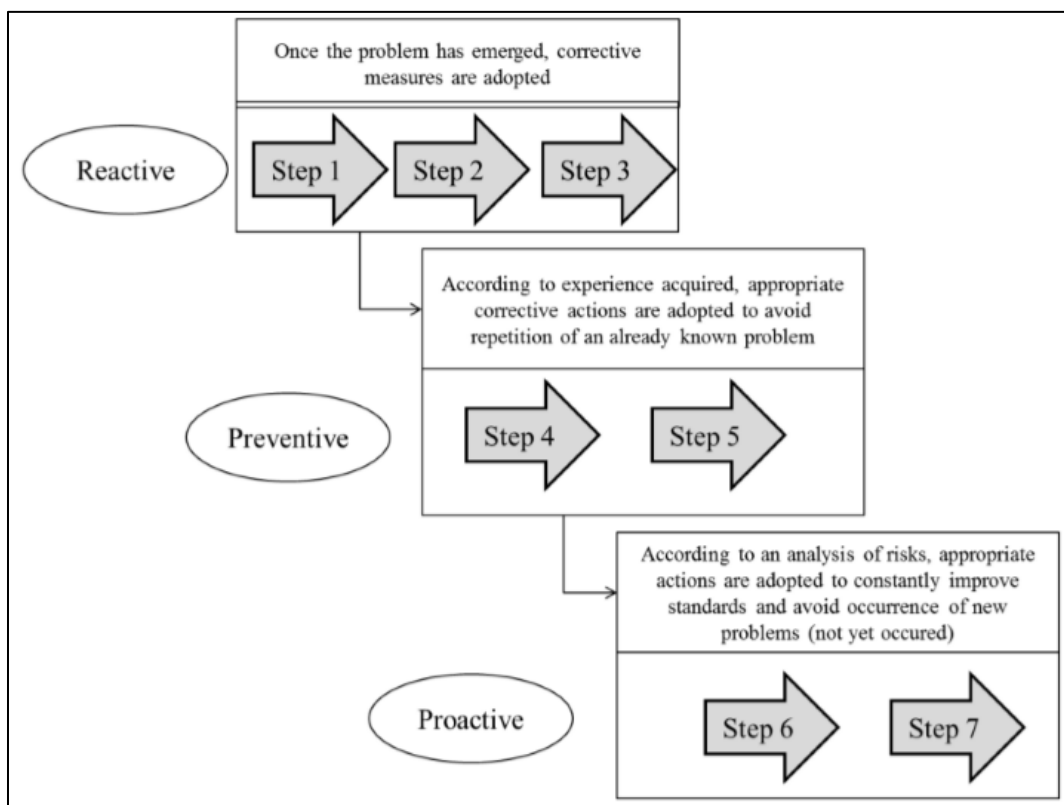 Once the problem has emerged, corrective
measures are adopted
Reactive
Step 1
Step 2
Step 3
According to experience acquired, appropriate
corrective actions are adopted to avoid
repetition of an already known problem
Preventive
Step 4
Step 5
According to an analysis of risks, appropriate
actions are adopted to constantly improve
standards and avoid occurrence of new
problems (not yet occured)
Proactive
Step 6
Step 7